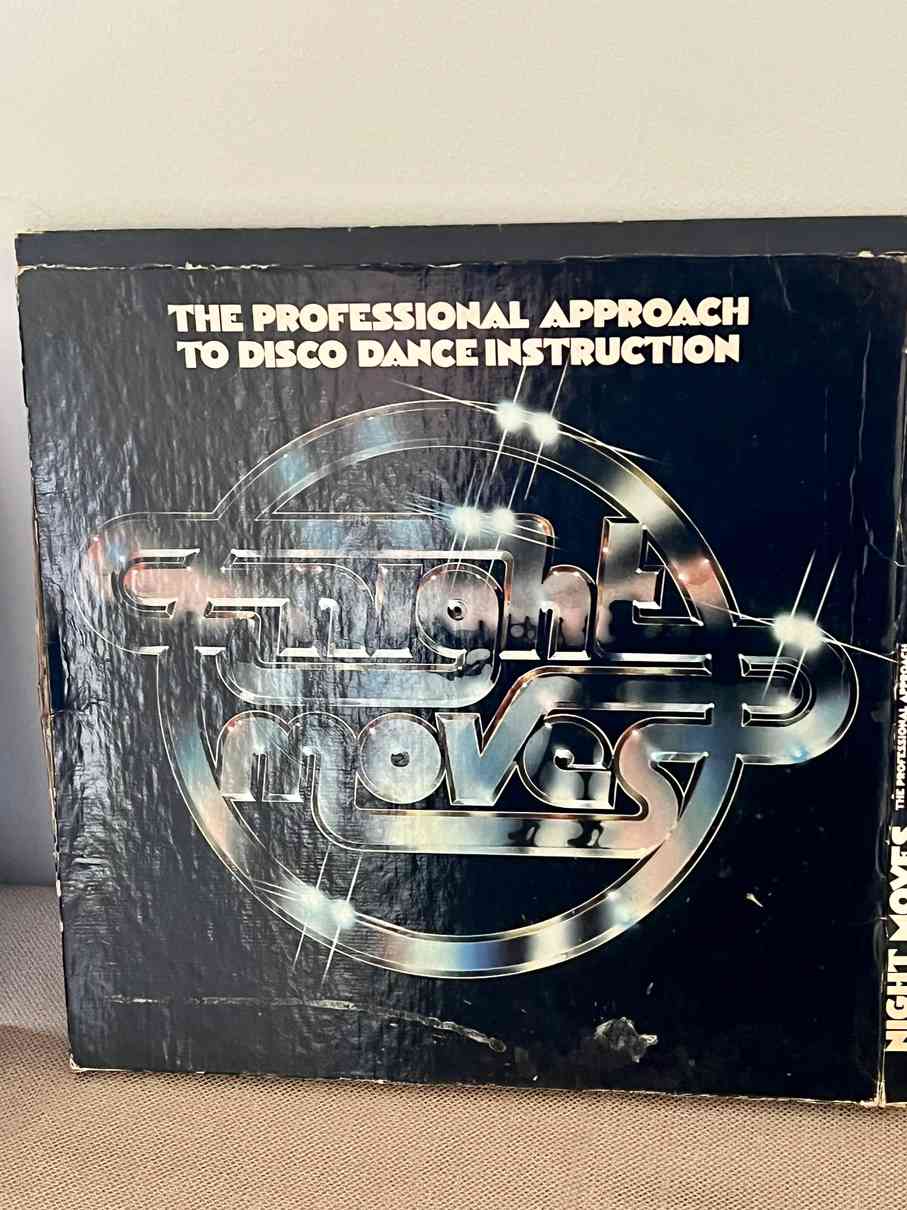 THE PROFESSIONAL APPROACH
TO DISCO DANCE INSTRUCTION
night
moves
NIGHT MOVES THE PROFESSIONAL APPROACH